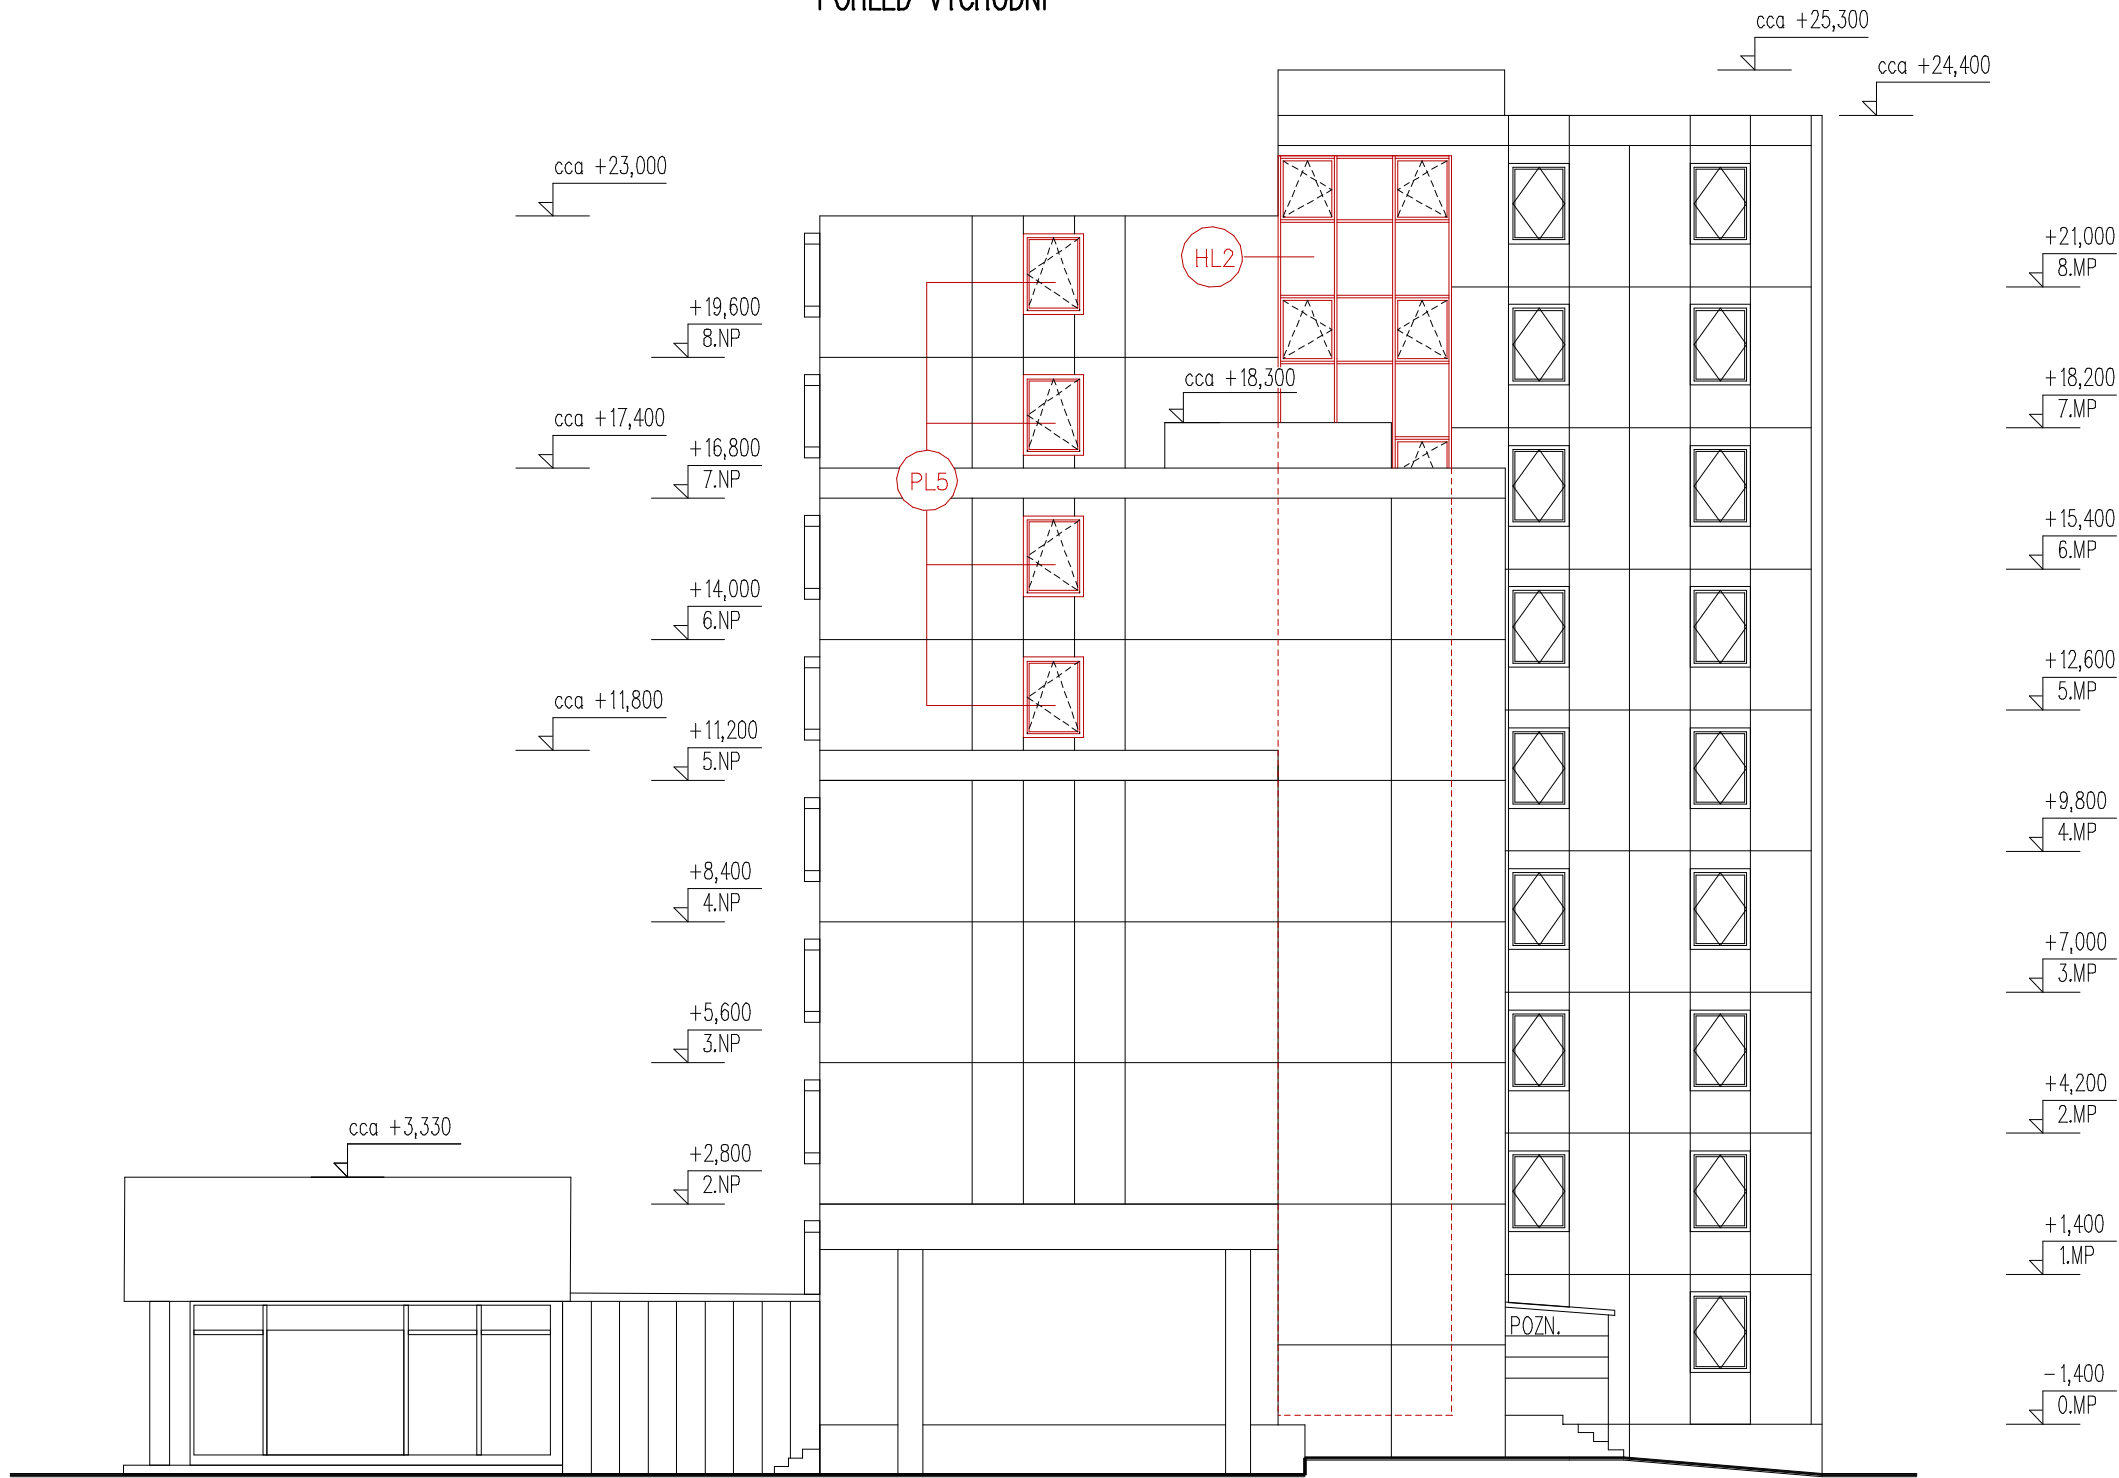 POHLED VÝCHODNÍ
cca +25,300
cca +24,400
cca +23,000
HL2
+21,000
8.MP
+19,600
8.NP
cca +18,300
+18,200
7.MP
cca +17,400
+16,800
7.NP
PL5
+15,400
6.MP
+14,000
6.NP
+12,600
5.MP
cca +11,800
+11,200
5.NP
+9,800
4.MP
+8,400
4.NP
+7,000
3.MP
+5,600
3.NP
+4,200
2.MP
cca +3,330
+2,800
2.NP
+1,400
1.MP
POZN.
-1,400
0.MP